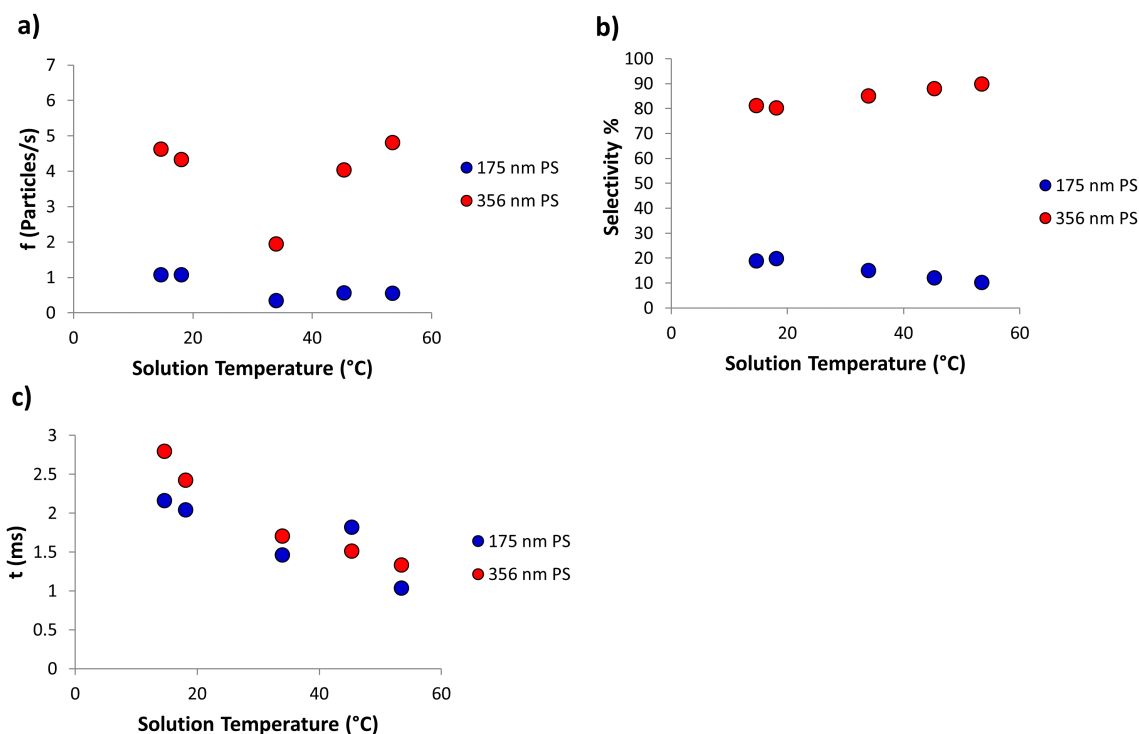 a)
7
6
5
4
3
2
1
0
f (Particles/s)
0 20 40 60
Solution Temperature (°C)
175 nm PS
356 nm PS
b)
100
90
80
70
60
50
40
30
20
10
0
Selectivity %
0 20 40 60
Solution Temperature (°C)
175 nm PS
356 nm PS
c)
3
2.5
2
1.5
1
0.5
0
t (ms)
0 20 40 60
Solution Temperature (°C)
175 nm PS
356 nm PS